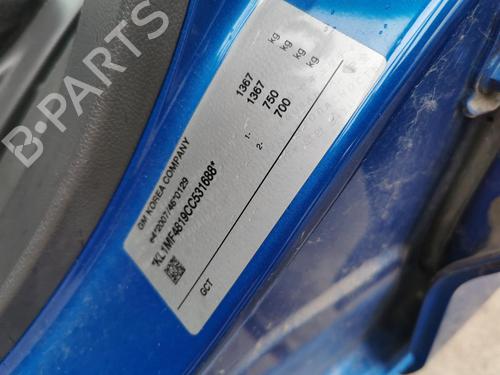 GM KOREA COMPANY
e4*2007/46*0129
*KL1MF4819CC531688*
1367 kg
1367 kg
1- 750 kg
2- 700 kg
GCT
B-PARTS